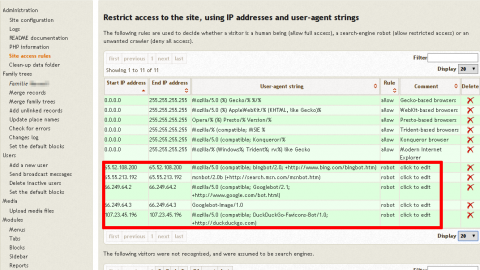 Administration
Site configuration
Logs
README documentation
PHP information
Site access rules
Clean-up data folder
Family trees
Merge records
Merge family trees
Add unlinked records
Update place names
Check for errors
Changes log
Set the default blocks
Users
Add a new user
Send broadcast messages
Delete inactive users
Set the default blocks
Media
Upload media files
Modules
Menus
Tabs
Blocks
Sidebar
Reports
Restrict access to the site, using IP addresses and user-agent strings
The following rules are used to decide whether a visitor is a human being (allow full access), a search-engine robot (allow restricted access) or an
unwanted crawler (deny all access).
first previous 1 next last
Filter
Showing 1 to 11 of 11
Display 20
Start IP address End IP address User-agent string Rule Comment Delete
0.0.0.0 255.255.255.255 Mozilla/5.0 (%) Gecko/% %/% allow Gecko-based browsers
0.0.0.0 255.255.255.255 Mozilla/5.0 (%) AppleWebKit/% (KHTML, like Gecko)% allow WebKit-based browsers
0.0.0.0 255.255.255.255 Opera/% (%) Presto/% Version/% allow Presto-based browsers
0.0.0.0 255.255.255.255 Mozilla/% (compatible; MSIE % allow Trident-based browsers
0.0.0.0 255.255.255.255 Mozilla/% (compatible; Konqueror/% allow Konqueror browser
0.0.0.0 255.255.255.255 Mozilla/% (Windows%; Trident%; rv:%) like Gecko allow Modern Internet
Explorer
65.52.108.200 65.52.108.200 Mozilla/5.0 (compatible; bingbot/2.0; +http://www.bing.com/bingbot.htm) robot click to edit
65.55.213.192 65.55.213.192 msnbot/2.0b (+http://search.msn.com/msnbot.htm) robot click to edit
66.249.64.2 66.249.64.2 Mozilla/5.0 (compatible; Googlebot/2.1;
+http://www.google.com/bot.html) robot click to edit
66.249.64.3 66.249.64.3 Googlebot-Image/1.0 robot click to edit
107.23.45.196 107.23.45.196 Mozilla/5.0 (compatible; DuckDuckGo-Favicons-Bot/1.0;
+http://duckduckgo.com) robot click to edit
first previous 1 next last
Display 20
The following visitors were not recognised, and were assumed to be search engines.